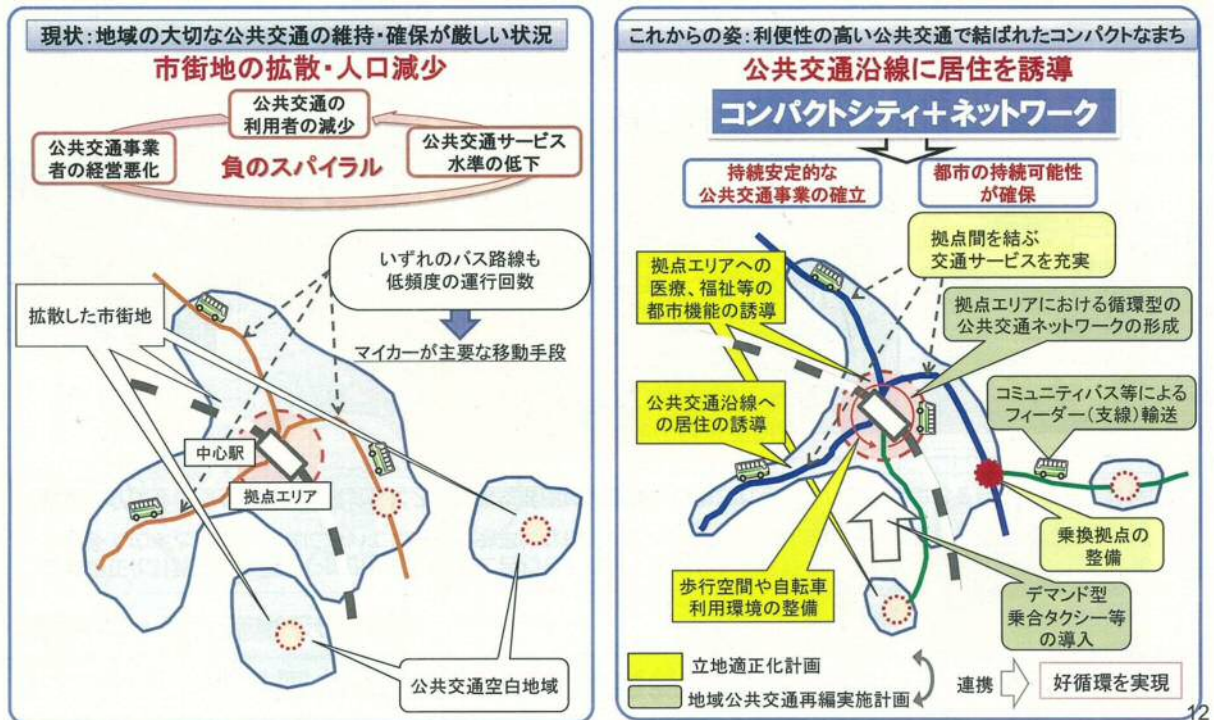 現状:地域の大切な公共交通の維持・確保が厳しい状況
市街地の拡散・人口減少
公共交通の
利用者の減少
公共交通事業
者の経営悪化
負のスパイラル
公共交通サービス
水準の低下
いずれのバス路線も
低頻度の運行回数
拡散した市街地
マイカーが主要な移動手段
中心駅
拠点エリア
公共交通空白地域
これからの姿:利便性の高い公共交通で結ばれたコンパクトなまち
公共交通沿線に居住を誘導
コンパクトシティ+ネットワーク
持続安定的な
公共交通事業の確立
都市の持続可能性
が確保
拠点間を結ぶ
交通サービスを充実
拠点エリアへの
医療、福祉等の
都市機能の誘導
拠点エリアにおける循環型の
公共交通ネットワークの形成
公共交通沿線へ
の居住の誘導
コミュニティバス等による
フィーダー(支線)輸送
乗換拠点の
整備
歩行空間や自転車
利用環境の整備
デマンド型
乗合タクシー等
の導入
立地適正化計画
地域公共交通再編実施計画
連携
好循環を実現
12